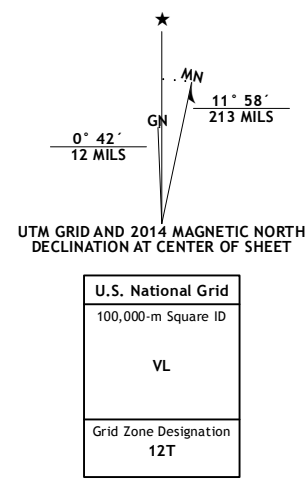 MN
GN
11° 58´
213 MILS
0° 42´
12 MILS
UTM GRID AND 2014 MAGNETIC NORTH
DECLINATION AT CENTER OF SHEET
U.S. National Grid
100,000-m Square ID
VL
Grid Zone Designation
12T